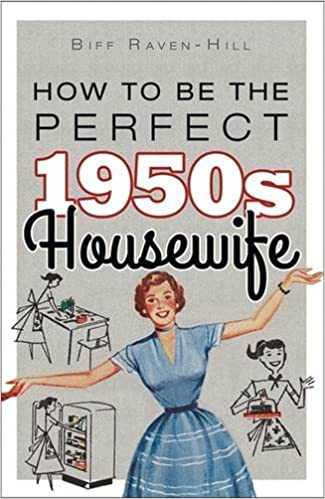 BIFF RAVEN-HILL
HOW TO BE THE
PERFECT
1950s
Housewife